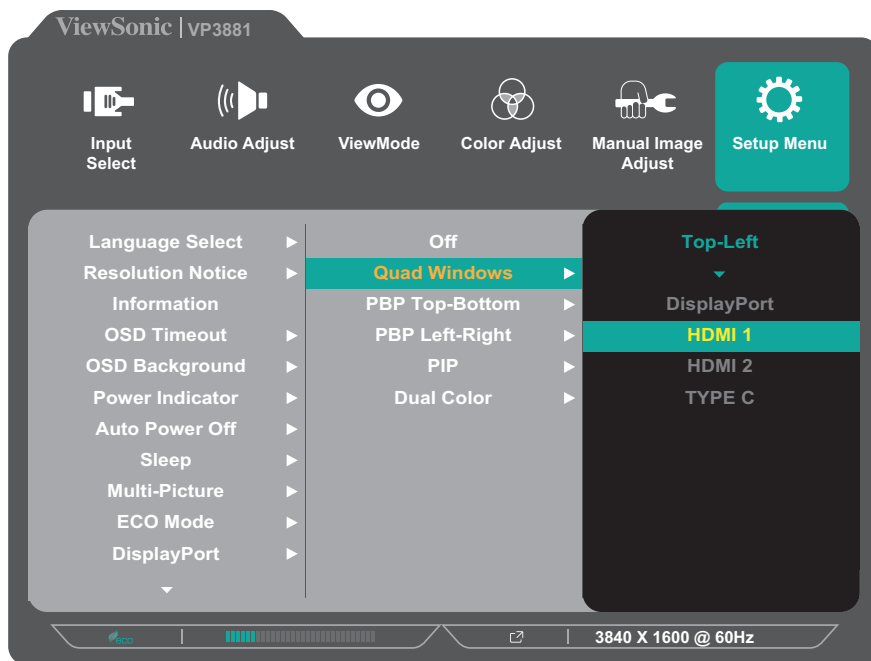 ViewSonic | VP3881
Input Select
Audio Adjust
ViewMode
Color Adjust
Manual Image Adjust
Setup Menu
Language Select
Resolution Notice
Information
OSD Timeout
OSD Background
Power Indicator
Auto Power Off
Sleep
Multi-Picture
ECO Mode
DisplayPort
Off
Quad Windows
PBP Top-Bottom
PBP Left-Right
PIP
Dual Color
Top-Left
DisplayPort
HDMI 1
HDMI 2
TYPE C
eco
3840 X 1600 @ 60Hz